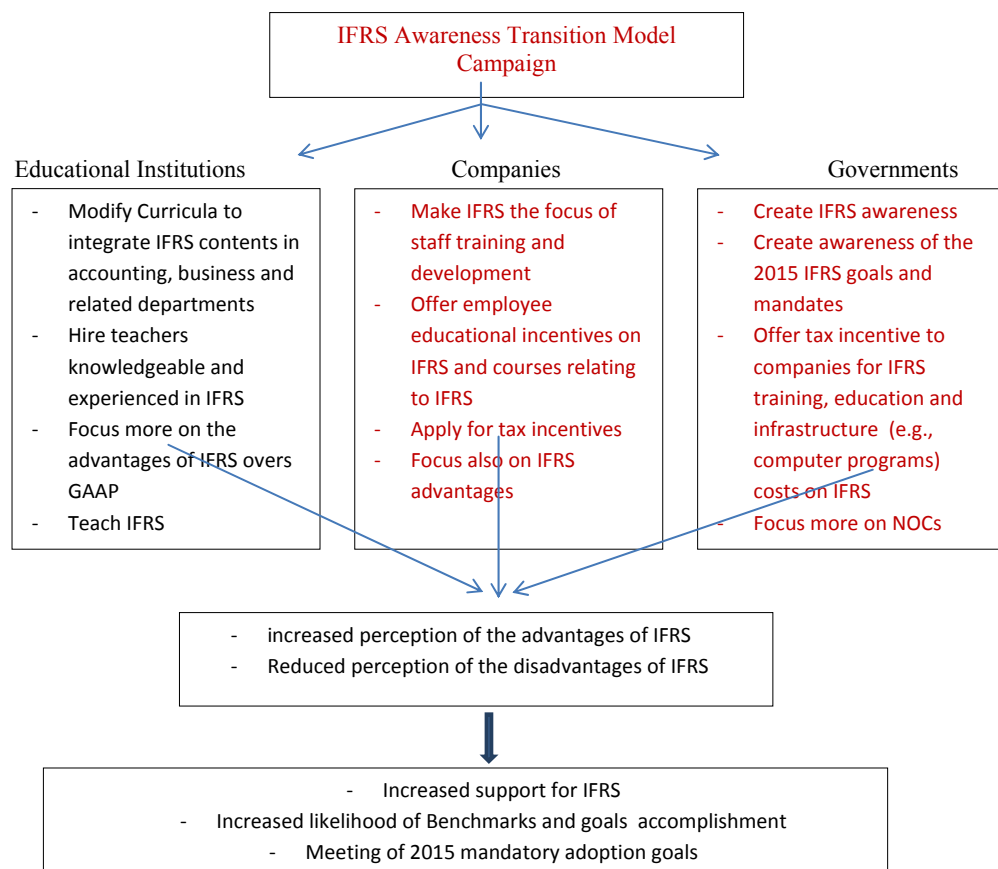 IFRS Awareness Transition Model
Campaign
Educational Institutions
- Modify Curricula to
integrate IFRS contents in
accounting, business and
related departments
- Hire teachers
knowledgeable and
experienced in IFRS
- Focus more on the
advantages of IFRS overs
GAAP
- Teach IFRS
Companies
- Make IFRS the focus of
staff training and
development
- Offer employee
educational incentives on
IFRS and courses relating
to IFRS
- Apply for tax incentives
- Focus also on IFRS
advantages
Governments
- Create IFRS awareness
- Create awareness of the
2015 IFRS goals and
mandates
- Offer tax incentive to
companies for IFRS
training, education and
infrastructure (e.g.,
computer programs)
costs on IFRS
- Focus more on NOCs
- increased perception of the advantages of IFRS
- Reduced perception of the disadvantages of IFRS
- Increased support for IFRS
- Increased likelihood of Benchmarks and goals accomplishment
- Meeting of 2015 mandatory adoption goals